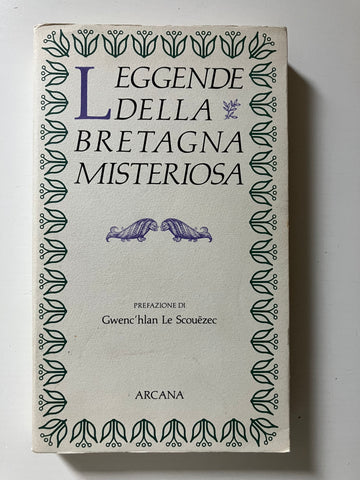 LEGGENDE
DELLA
BRETAGNA
MISTERIOSA
PREFAZIONE DI
Gwenc'hlan Le Scouëzec
ARCANA